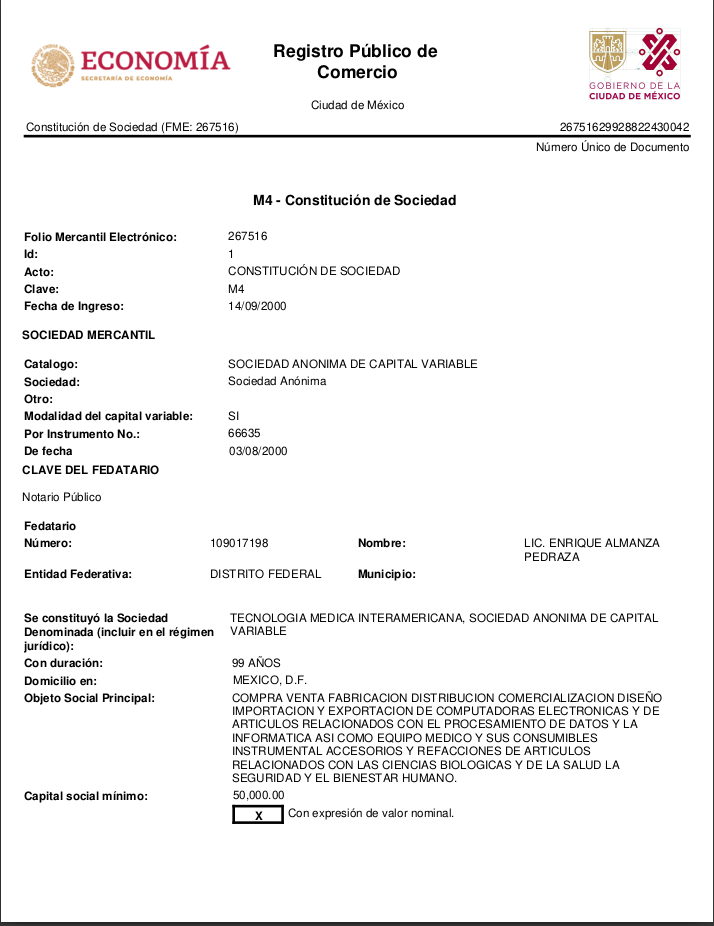 ECONOMÍA
SECRETARÍA DE ECONOMÍA
Registro Público de
Comercio
Ciudad de México
GOBIERNO DE LA
CIUDAD DE MÉXICO
Constitución de Sociedad (FME: 267516)
26751629928822430042
Número Único de Documento
M4 - Constitución de Sociedad
Folio Mercantil Electrónico: 267516
Id: 1
Acto: CONSTITUCIÓN DE SOCIEDAD
Clave: M4
Fecha de Ingreso: 14/09/2000
SOCIEDAD MERCANTIL
Catalogo: SOCIEDAD ANONIMA DE CAPITAL VARIABLE
Sociedad: Sociedad Anónima
Otro:
Modalidad del capital variable: SI
Por Instrumento No.: 66635
De fecha 03/08/2000
CLAVE DEL FEDATARIO
Notario Público
Fedatario
Número: 109017198 Nombre: LIC. ENRIQUE ALMANZA
PEDRAZA
Entidad Federativa: DISTRITO FEDERAL Municipio:
Se constituyó la Sociedad
Denominada (incluir en el régimen
jurídico):
TECNOLOGIA MEDICA INTERAMERICANA, SOCIEDAD ANONIMA DE CAPITAL
VARIABLE
Con duración: 99 AÑOS
Domicilio en: MEXICO, D.F.
Objeto Social Principal: COMPRA VENTA FABRICACION DISTRIBUCION COMERCIALIZACION DISEÑO
IMPORTACION Y EXPORTACION DE COMPUTADORAS ELECTRONICAS Y DE
ARTICULOS RELACIONADOS CON EL PROCESAMIENTO DE DATOS Y LA
INFORMATICA ASI COMO EQUIPO MEDICO Y SUS CONSUMIBLES
INSTRUMENTAL ACCESORIOS Y REFACCIONES DE ARTICULOS
RELACIONADOS CON LAS CIENCIAS BIOLOGICAS Y DE LA SALUD LA
SEGURIDAD Y EL BIENESTAR HUMANO.
Capital social mínimo: 50,000.00
X Con expresión de valor nominal.